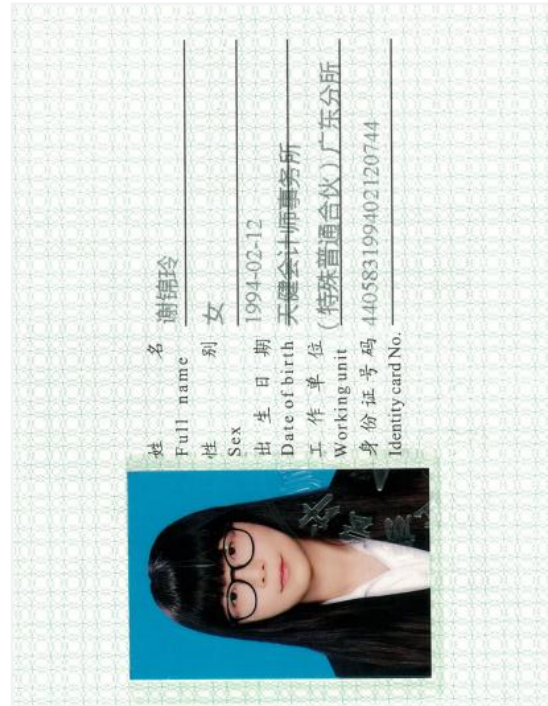 姓 名 谢锦玲
Full name
性 别 女
Sex
出 生 日 期 1994-02-12
Date of birth 天健会计师事务所
工 作 单 位 (特殊普通合伙)广东分所
Working unit
身 份 证 号 码 440583199402120744
Identity card No.